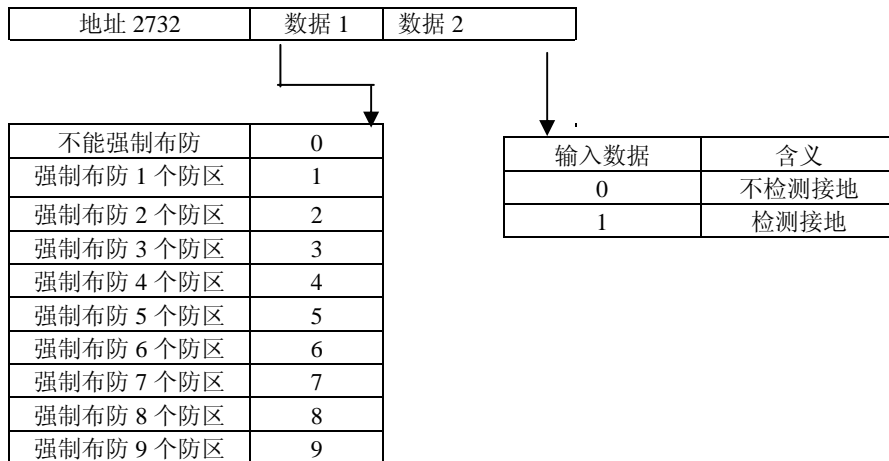 地址 2732 数据 1 数据 2
不能强制布防 0
强制布防 1 个防区 1
强制布防 2 个防区 2
强制布防 3 个防区 3
强制布防 4 个防区 4
强制布防 5 个防区 5
强制布防 6 个防区 6
强制布防 7 个防区 7
强制布防 8 个防区 8
强制布防 9 个防区 9
输入数据 含义
0 不检测接地
1 检测接地